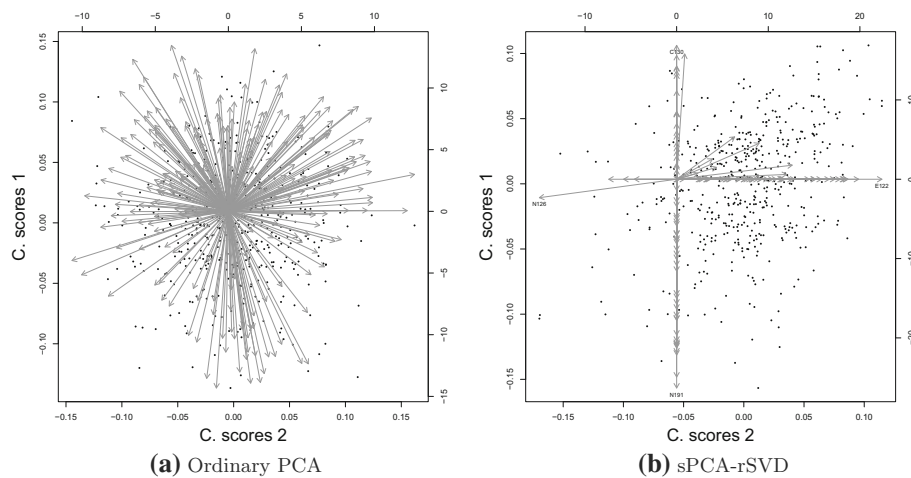 −10 −5 0 5 10
−10 0 10 20
0.15
0.10
0.05
0.00
−0.05
−0.10
C. scores 1
10
5
0
−5
−10
−15
0.10
0.05
0.00
−0.05
−0.10
−0.15
C. scores 1
E122
N126
N191
−0.15 −0.10 −0.05 0.00 0.05 0.10 0.15
−0.15 −0.10 −0.05 0.00 0.05 0.10
C. scores 2
C. scores 2
(a) Ordinary PCA
(b) sPCA-rSVD